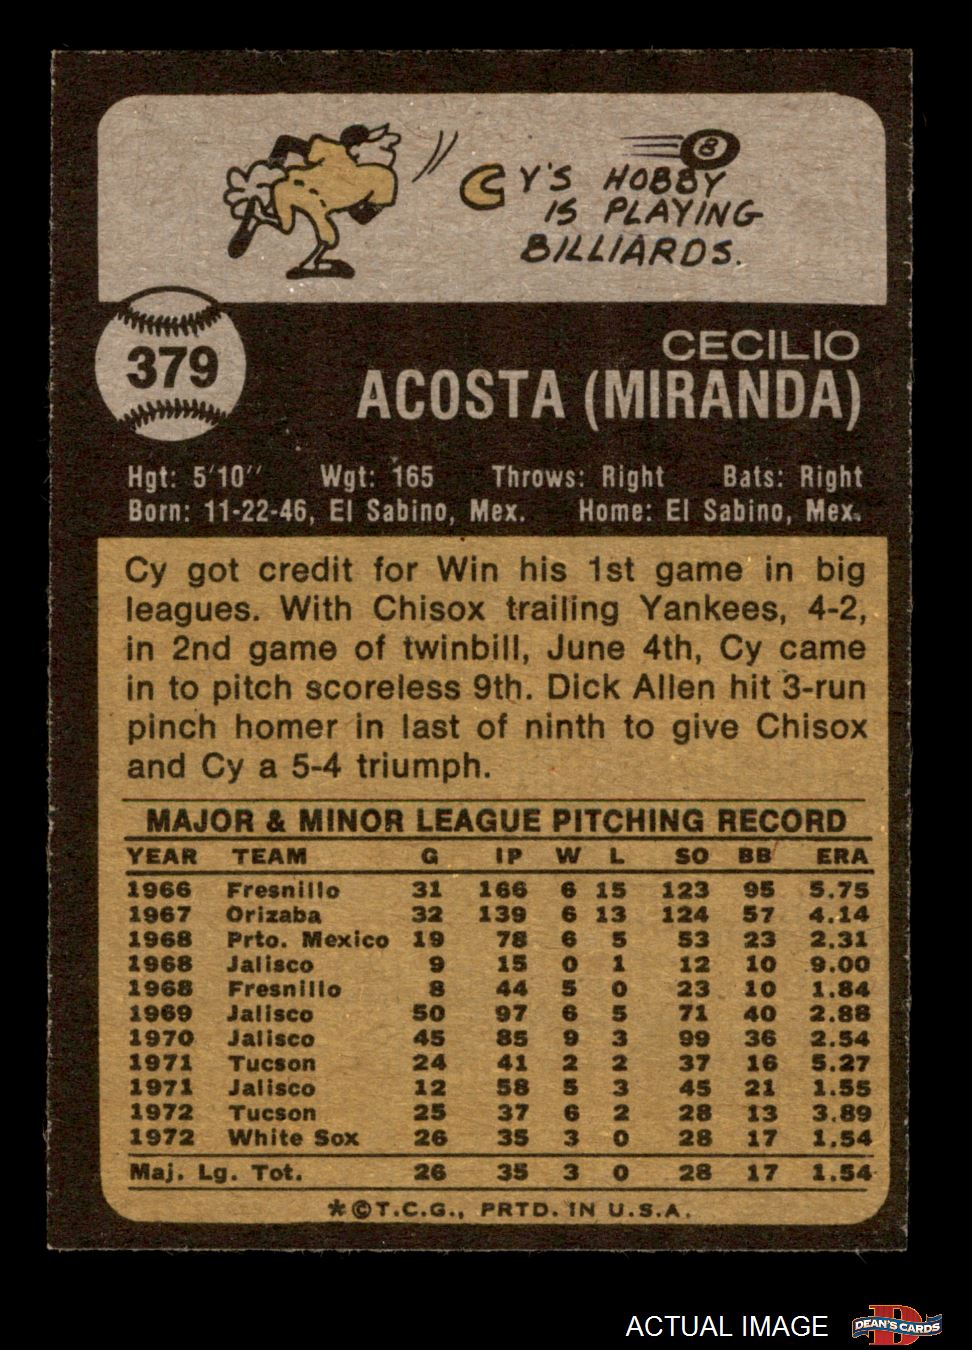 8
CY'S HOBBY
IS PLAYING
BILLIARDS.
379
CECILIO
ACOSTA (MIRANDA)
Hgt: 5'10'' Wgt: 165 Throws: Right Bats: Right
Born: 11-22-46, El Sabino, Mex. Home: El Sabino, Mex.
Cy got credit for Win his 1st game in big
leagues. With Chisox trailing Yankees, 4-2,
in 2nd game of twinbill, June 4th, Cy came
in to pitch scoreless 9th. Dick Allen hit 3-run
pinch homer in last of ninth to give Chisox
and Cy a 5-4 triumph.
MAJOR & MINOR LEAGUE PITCHING RECORD
YEAR TEAM G IP W L SO BB ERA
1966 Fresnillo 31 166 6 15 123 95 5.75
1967 Orizaba 32 139 6 13 124 57 4.14
1968 Prto. Mexico 19 78 6 5 53 23 2.31
1968 Jalisco 9 15 0 1 12 10 9.00
1968 Fresnillo 8 44 5 0 23 10 1.84
1969 Jalisco 50 97 6 5 71 40 2.88
1970 Jalisco 45 85 9 3 99 36 2.54
1971 Tucson 24 41 2 2 37 16 5.27
1971 Jalisco 12 58 5 3 45 21 1.55
1972 Tucson 25 37 6 2 28 13 3.89
1972 White Sox 26 35 3 0 28 17 1.54
Maj. Lg. Tot. 26 35 3 0 28 17 1.54
*©T.C.G., PRTD. IN U.S.A.
ACTUAL IMAGE D DEAN'S CARDS